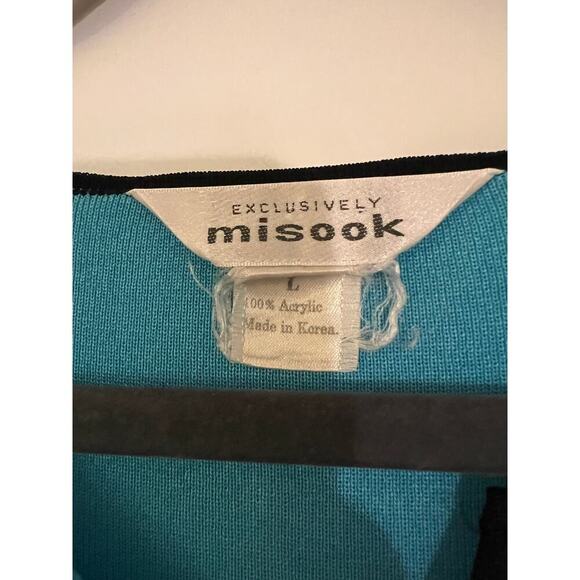 EXCLUSIVELY
misook
L
100% Acrylic
Made in Korea.